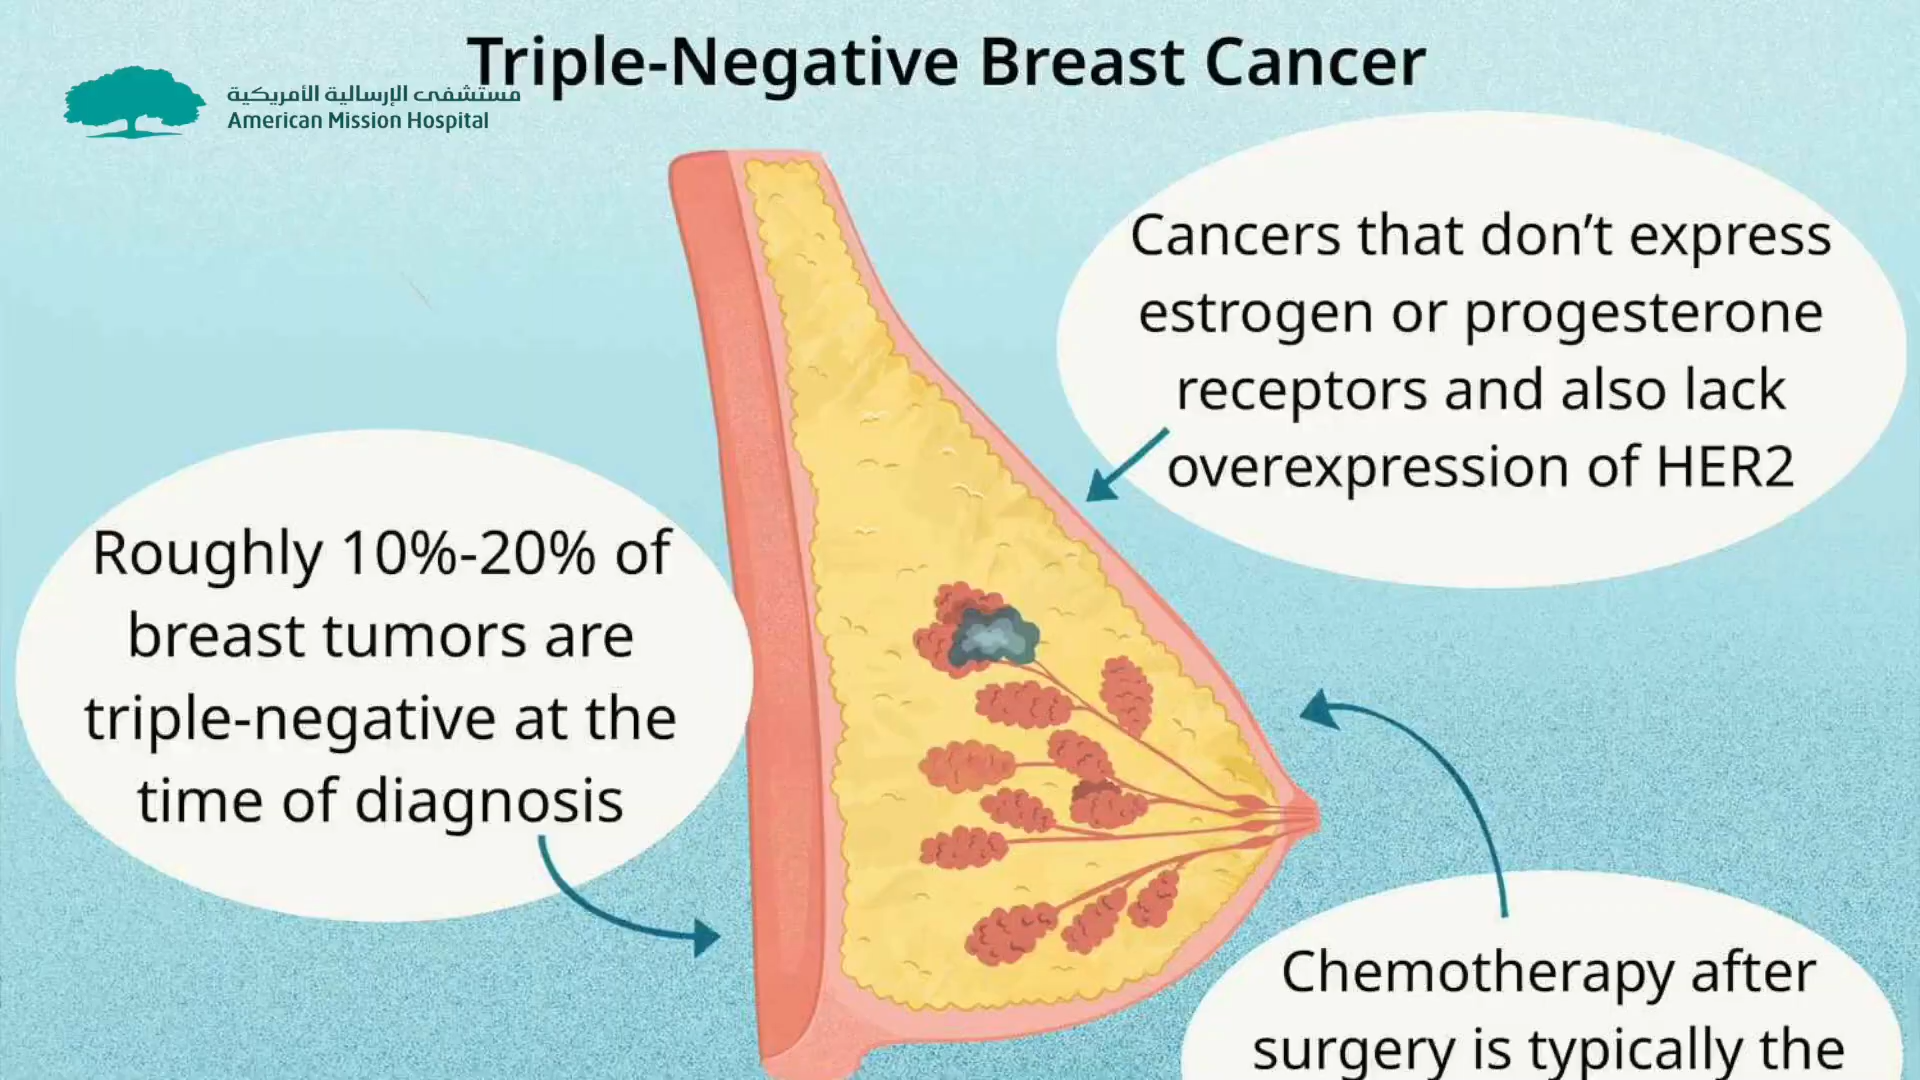 Triple-Negative Breast Cancer
مستشفى الإرسالية الأمريكية
American Mission Hospital
Cancers that don’t express
estrogen or progesterone
receptors and also lack
overexpression of HER2
Roughly 10%-20% of
breast tumors are
triple-negative at the
time of diagnosis
Chemotherapy after
surgery is typically the